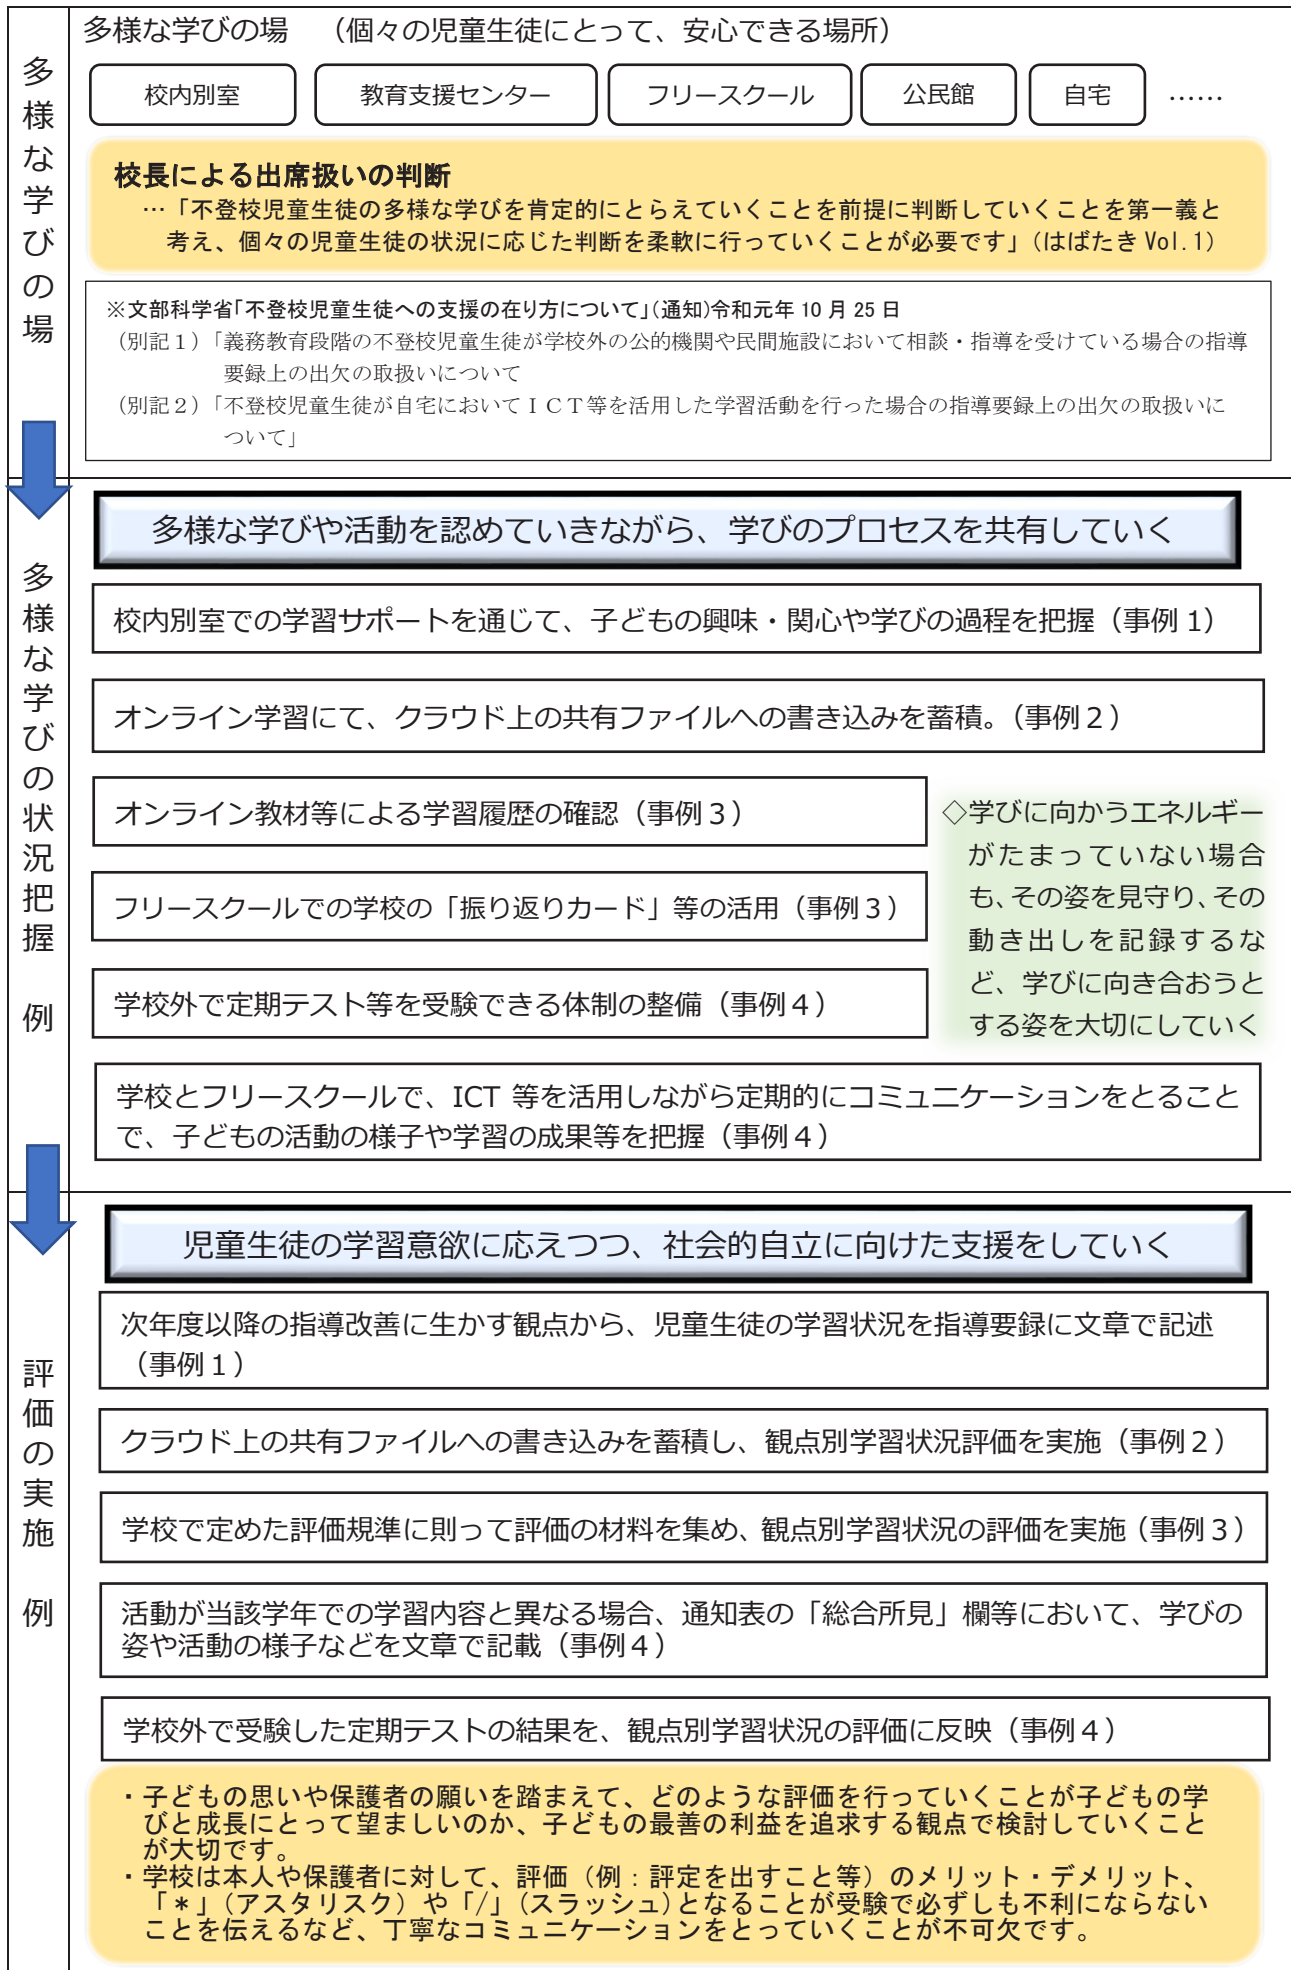 多様な学びの場
多様な学びの場　（個々の児童生徒にとって、安心できる場所）
校内別室　教育支援センター　フリースクール　公民館　自宅　……
校長による出席扱いの判断
…「不登校児童生徒の多様な学びを肯定的にとらえていくことを前提に判断していくことを第一義と
考え、個々の児童生徒の状況に応じた判断を柔軟に行っていくことが必要です」（はばたき Vol.1）
※文部科学省「不登校児童生徒への支援の在り方について」（通知）令和元年 10 月 25 日
（別記１）「義務教育段階の不登校児童生徒が学校外の公的機関や民間施設において相談・指導を受けている場合の指導
要録上の出欠の取扱いについて
（別記２）「不登校児童生徒が自宅においてＩＣＴ等を活用した学習活動を行った場合の指導要録上の出欠の取扱いに
ついて」
多様な学びの状況把握　例
多様な学びや活動を認めていきながら、学びのプロセスを共有していく
校内別室での学習サポートを通じて、子どもの興味・関心や学びの過程を把握（事例 1）
オンライン学習にて、クラウド上の共有ファイルへの書き込みを蓄積。（事例２）
オンライン教材等による学習履歴の確認（事例３）
フリースクールでの学校の「振り返りカード」等の活用（事例３）
学校外で定期テスト等を受験できる体制の整備（事例４）
◇学びに向かうエネルギー
がたまっていない場合
も、その姿を見守り、その
動き出しを記録するな
ど、学びに向き合おうと
する姿を大切にしていく
学校とフリースクールで、ICT 等を活用しながら定期的にコミュニケーションをとること
で、子どもの活動の様子や学習の成果等を把握（事例４）
評価の実施　例
児童生徒の学習意欲に応えつつ、社会的自立に向けた支援をしていく
次年度以降の指導改善に生かす観点から、児童生徒の学習状況を指導要録に文章で記述
（事例１）
クラウド上の共有ファイルへの書き込みを蓄積し、観点別学習状況評価を実施（事例２）
学校で定めた評価規準に則って評価の材料を集め、観点別学習状況の評価を実施（事例３）
活動が当該学年での学習内容と異なる場合、通知表の「総合所見」欄等において、学びの
姿や活動の様子などを文章で記載（事例４）
学校外で受験した定期テストの結果を、観点別学習状況の評価に反映（事例４）
・子どもの思いや保護者の願いを踏まえて、どのような評価を行っていくことが子どもの学
びと成長にとって望ましいのか、子どもの最善の利益を追求する観点で検討していくこと
が大切です。
・学校は本人や保護者に対して、評価（例：評定を出すこと等）のメリット・デメリット、
「＊」（アスタリスク）や「/」（スラッシュ）となることが受験で必ずしも不利にならない
ことを伝えるなど、丁寧なコミュニケーションをとっていくことが不可欠です。